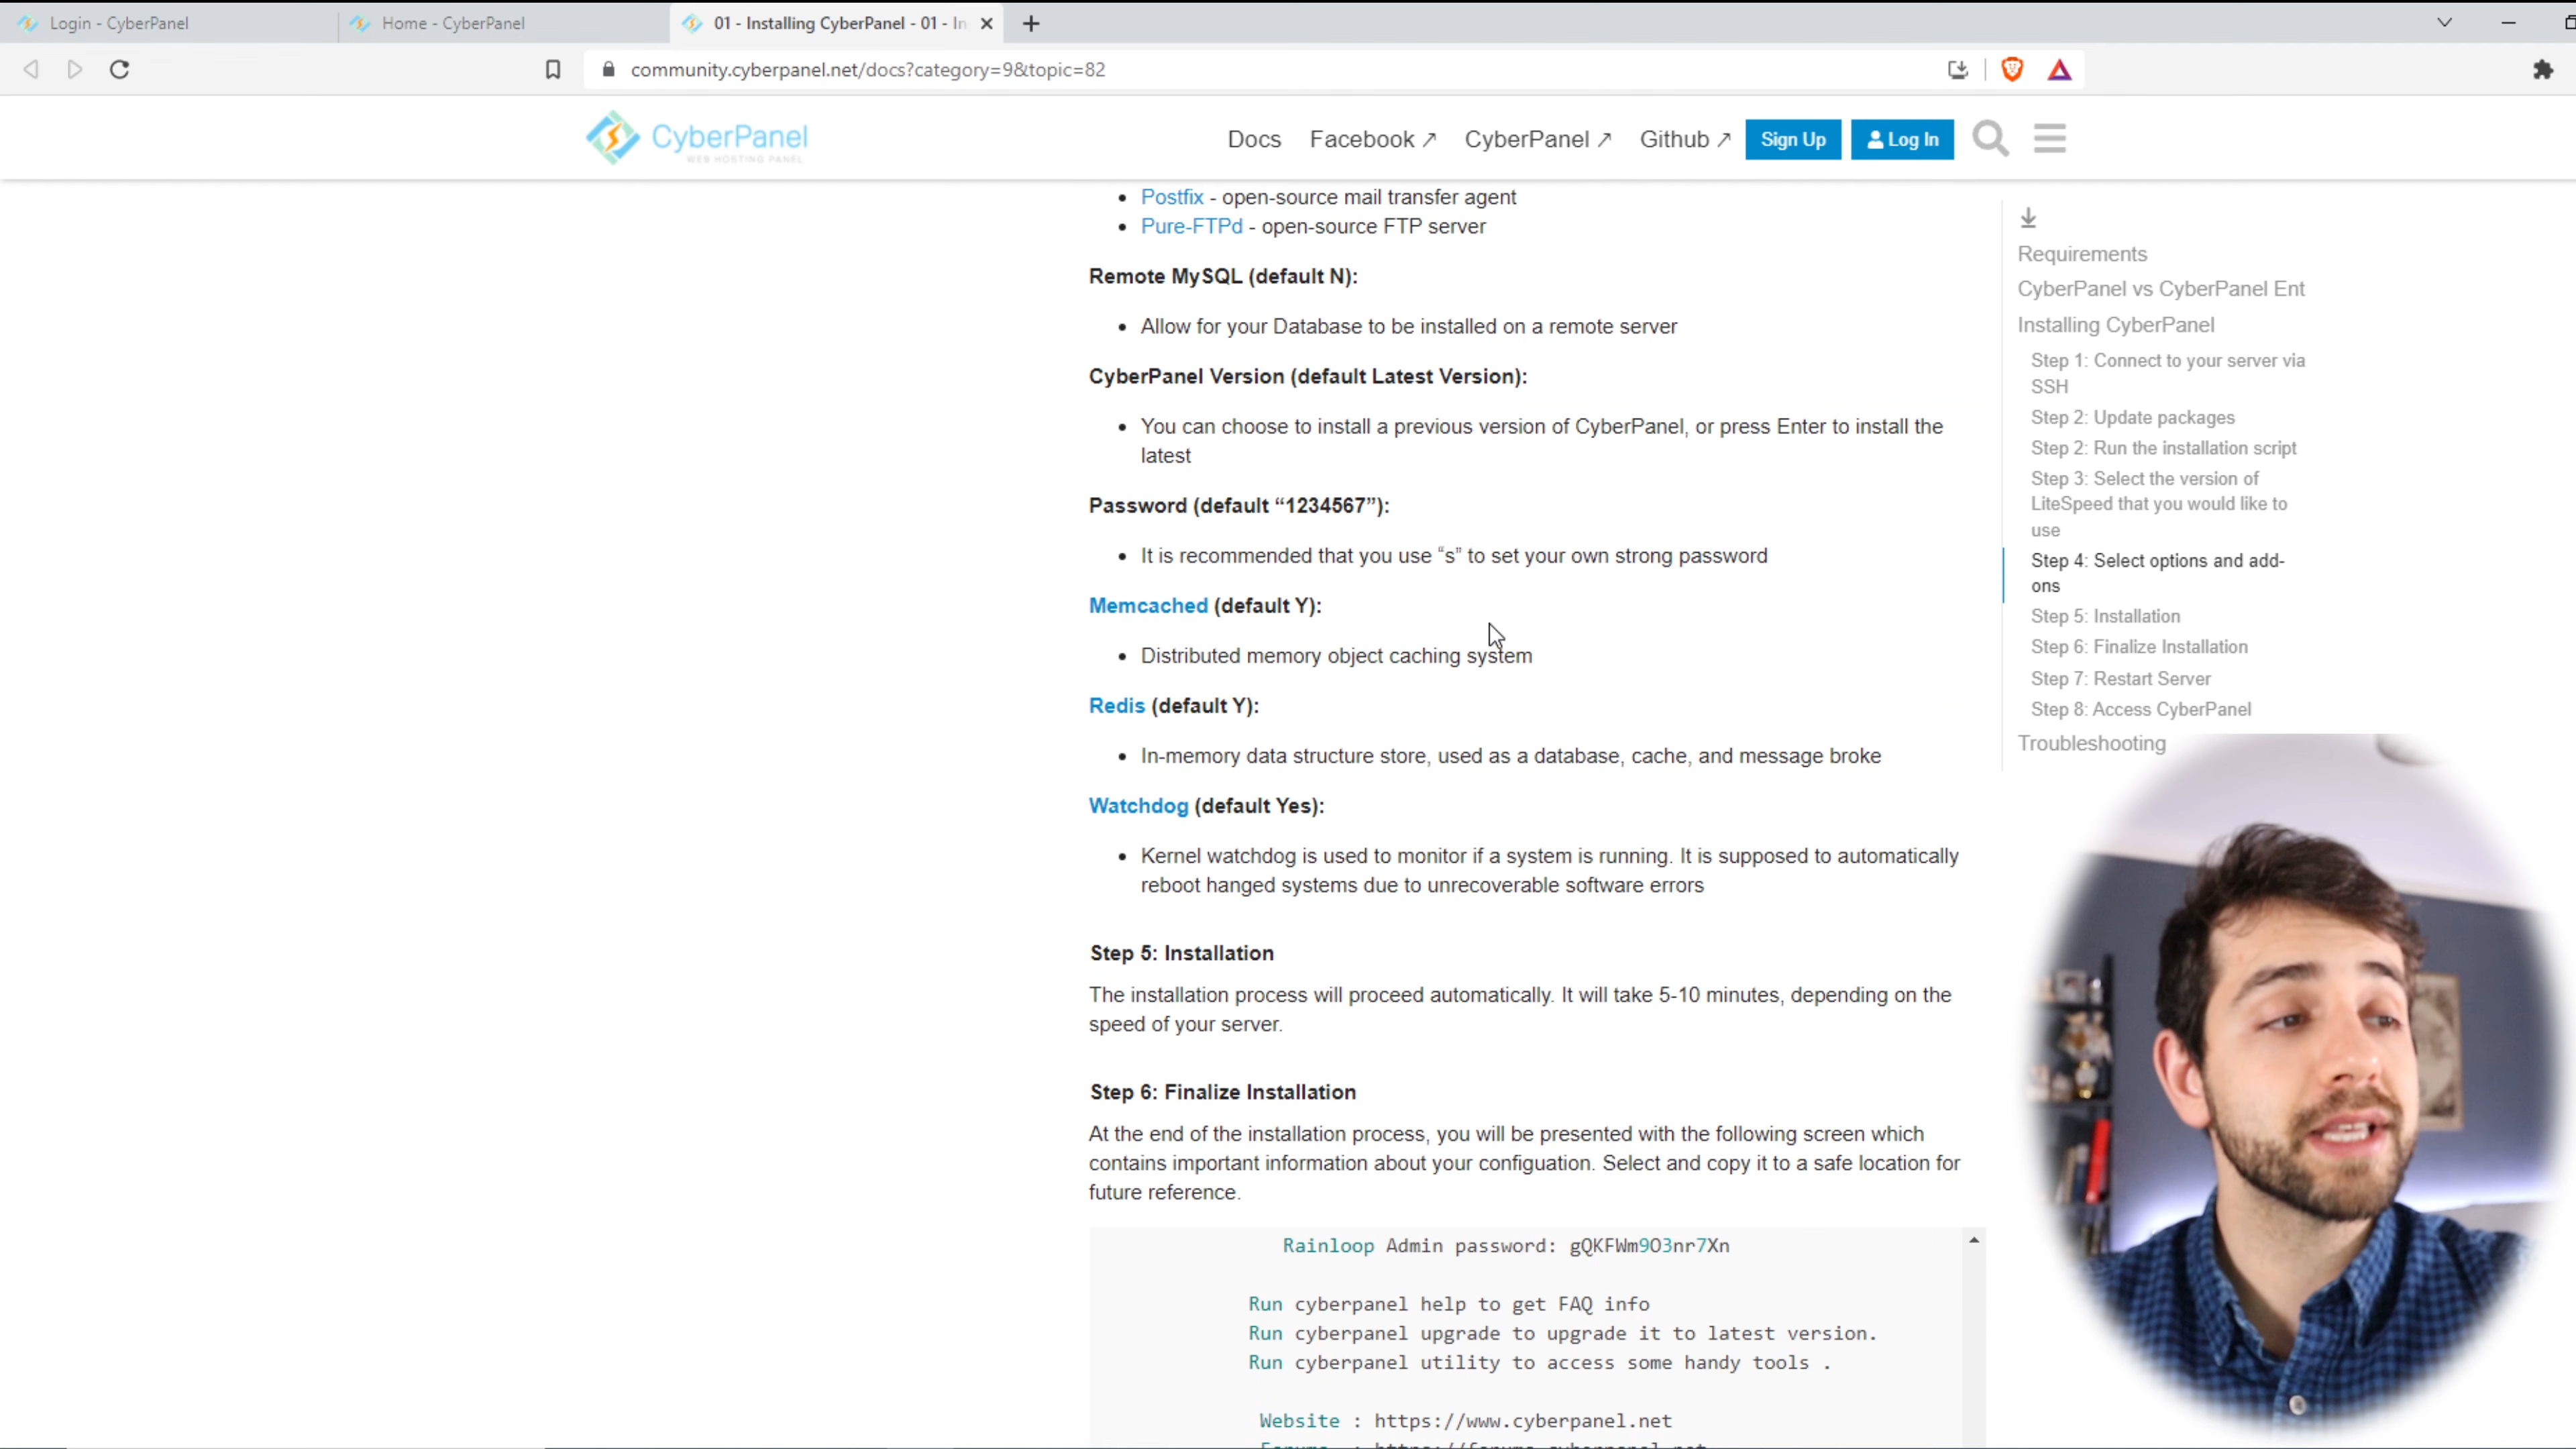 Login - CyberPanel
Home - CyberPanel
01 - Installing CyberPanel - 01 - In
community.cyberpanel.net/docs?category=9&topic=82
CyberPanel
WEB HOSTING PANEL
Docs
Facebook
CyberPanel
Github
Sign Up
Log In
Postfix - open-source mail transfer agent
Pure-FTPd - open-source FTP server
Remote MySQL (default N):
Allow for your Database to be installed on a remote server
CyberPanel Version (default Latest Version):
You can choose to install a previous version of CyberPanel, or press Enter to install the
latest
Password (default “1234567”):
It is recommended that you use “s” to set your own strong password
Memcached (default Y):
Distributed memory object caching system
Redis (default Y):
In-memory data structure store, used as a database, cache, and message broke
Watchdog (default Yes):
Kernel watchdog is used to monitor if a system is running. It is supposed to automatically
reboot hanged systems due to unrecoverable software errors
Step 5: Installation
The installation process will proceed automatically. It will take 5-10 minutes, depending on the
speed of your server.
Step 6: Finalize Installation
At the end of the installation process, you will be presented with the following screen which
contains important information about your configuation. Select and copy it to a safe location for
future reference.
Rainloop Admin password: gQKFWm9O3nr7Xn
Run cyberpanel help to get FAQ info
Run cyberpanel upgrade to upgrade it to latest version.
Run cyberpanel utility to access some handy tools .
Website : https://www.cyberpanel.net
Forums : https://forums.cyberpanel.net
Requirements
CyberPanel vs CyberPanel Ent
Installing CyberPanel
Step 1: Connect to your server via
SSH
Step 2: Update packages
Step 2: Run the installation script
Step 3: Select the version of
LiteSpeed that you would like to
use
Step 4: Select options and add-
ons
Step 5: Installation
Step 6: Finalize Installation
Step 7: Restart Server
Step 8: Access CyberPanel
Troubleshooting